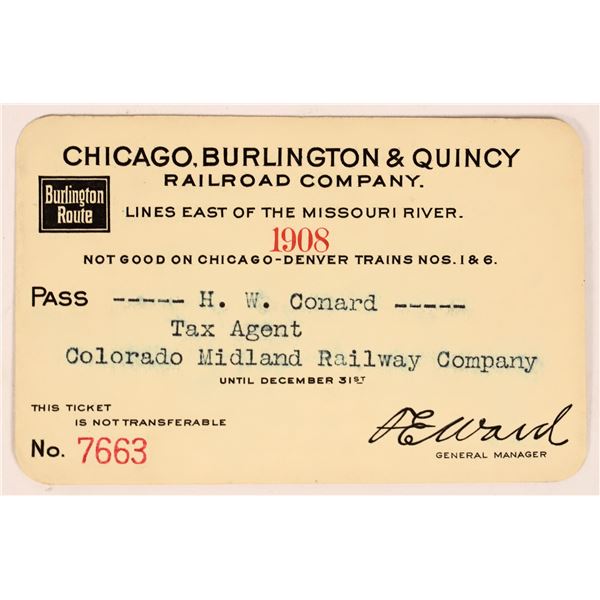 CHICAGO, BURLINGTON & QUINCY
RAILROAD COMPANY.
Burlington
Route
LINES EAST OF THE MISSOURI RIVER.
1908
NOT GOOD ON CHICAGO-DENVER TRAINS NOS. 1 & 6.
PASS ----- H. W. Conard -----
Tax Agent
Colorado Midland Railway Company
UNTIL DECEMBER 31ST
THIS TICKET
IS NOT TRANSFERABLE
No. 7663
A E Ward
GENERAL MANAGER